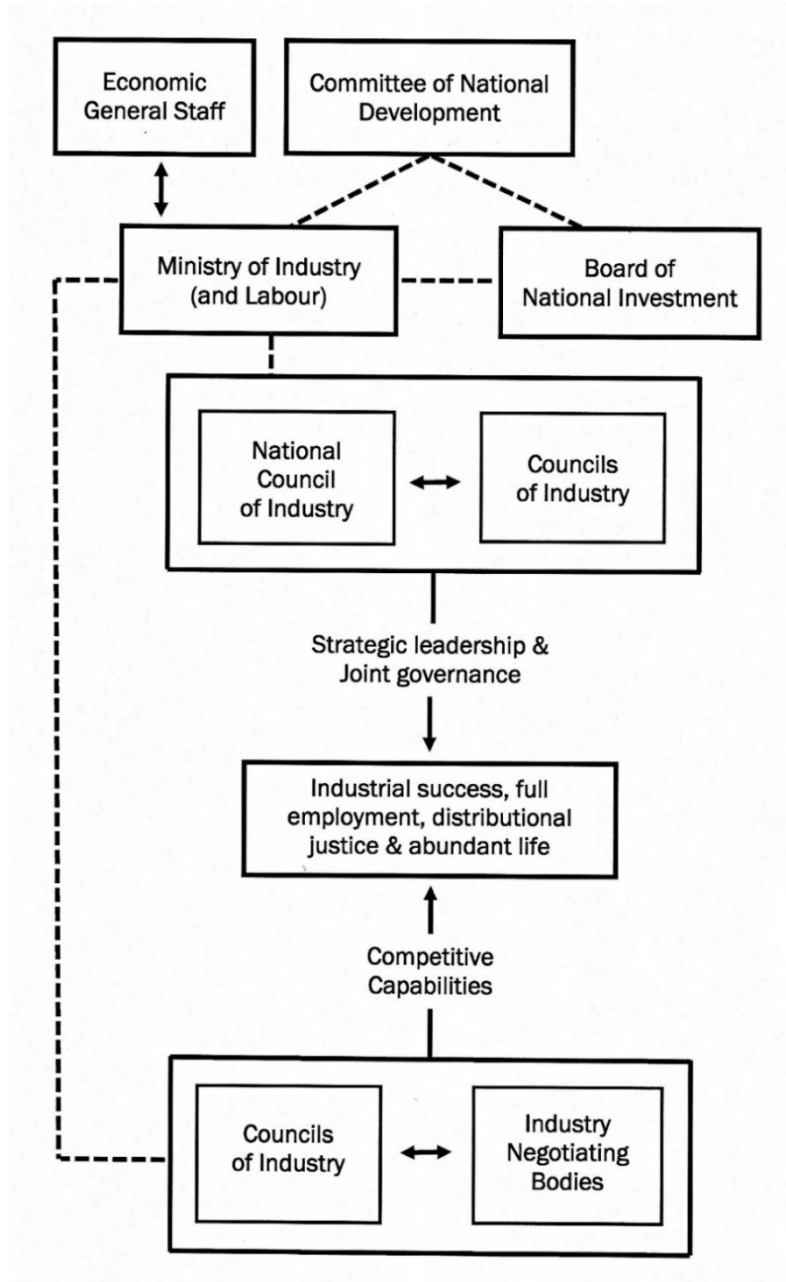 Economic
General Staff
Committee of National
Development
Ministry of Industry
(and Labour)
Board of
National Investment
National
Council
of Industry
Councils
of Industry
Strategic leadership &
Joint governance
Industrial success, full
employment, distributional
justice & abundant life
Competitive
Capabilities
Councils
of Industry
Industry
Negotiating
Bodies